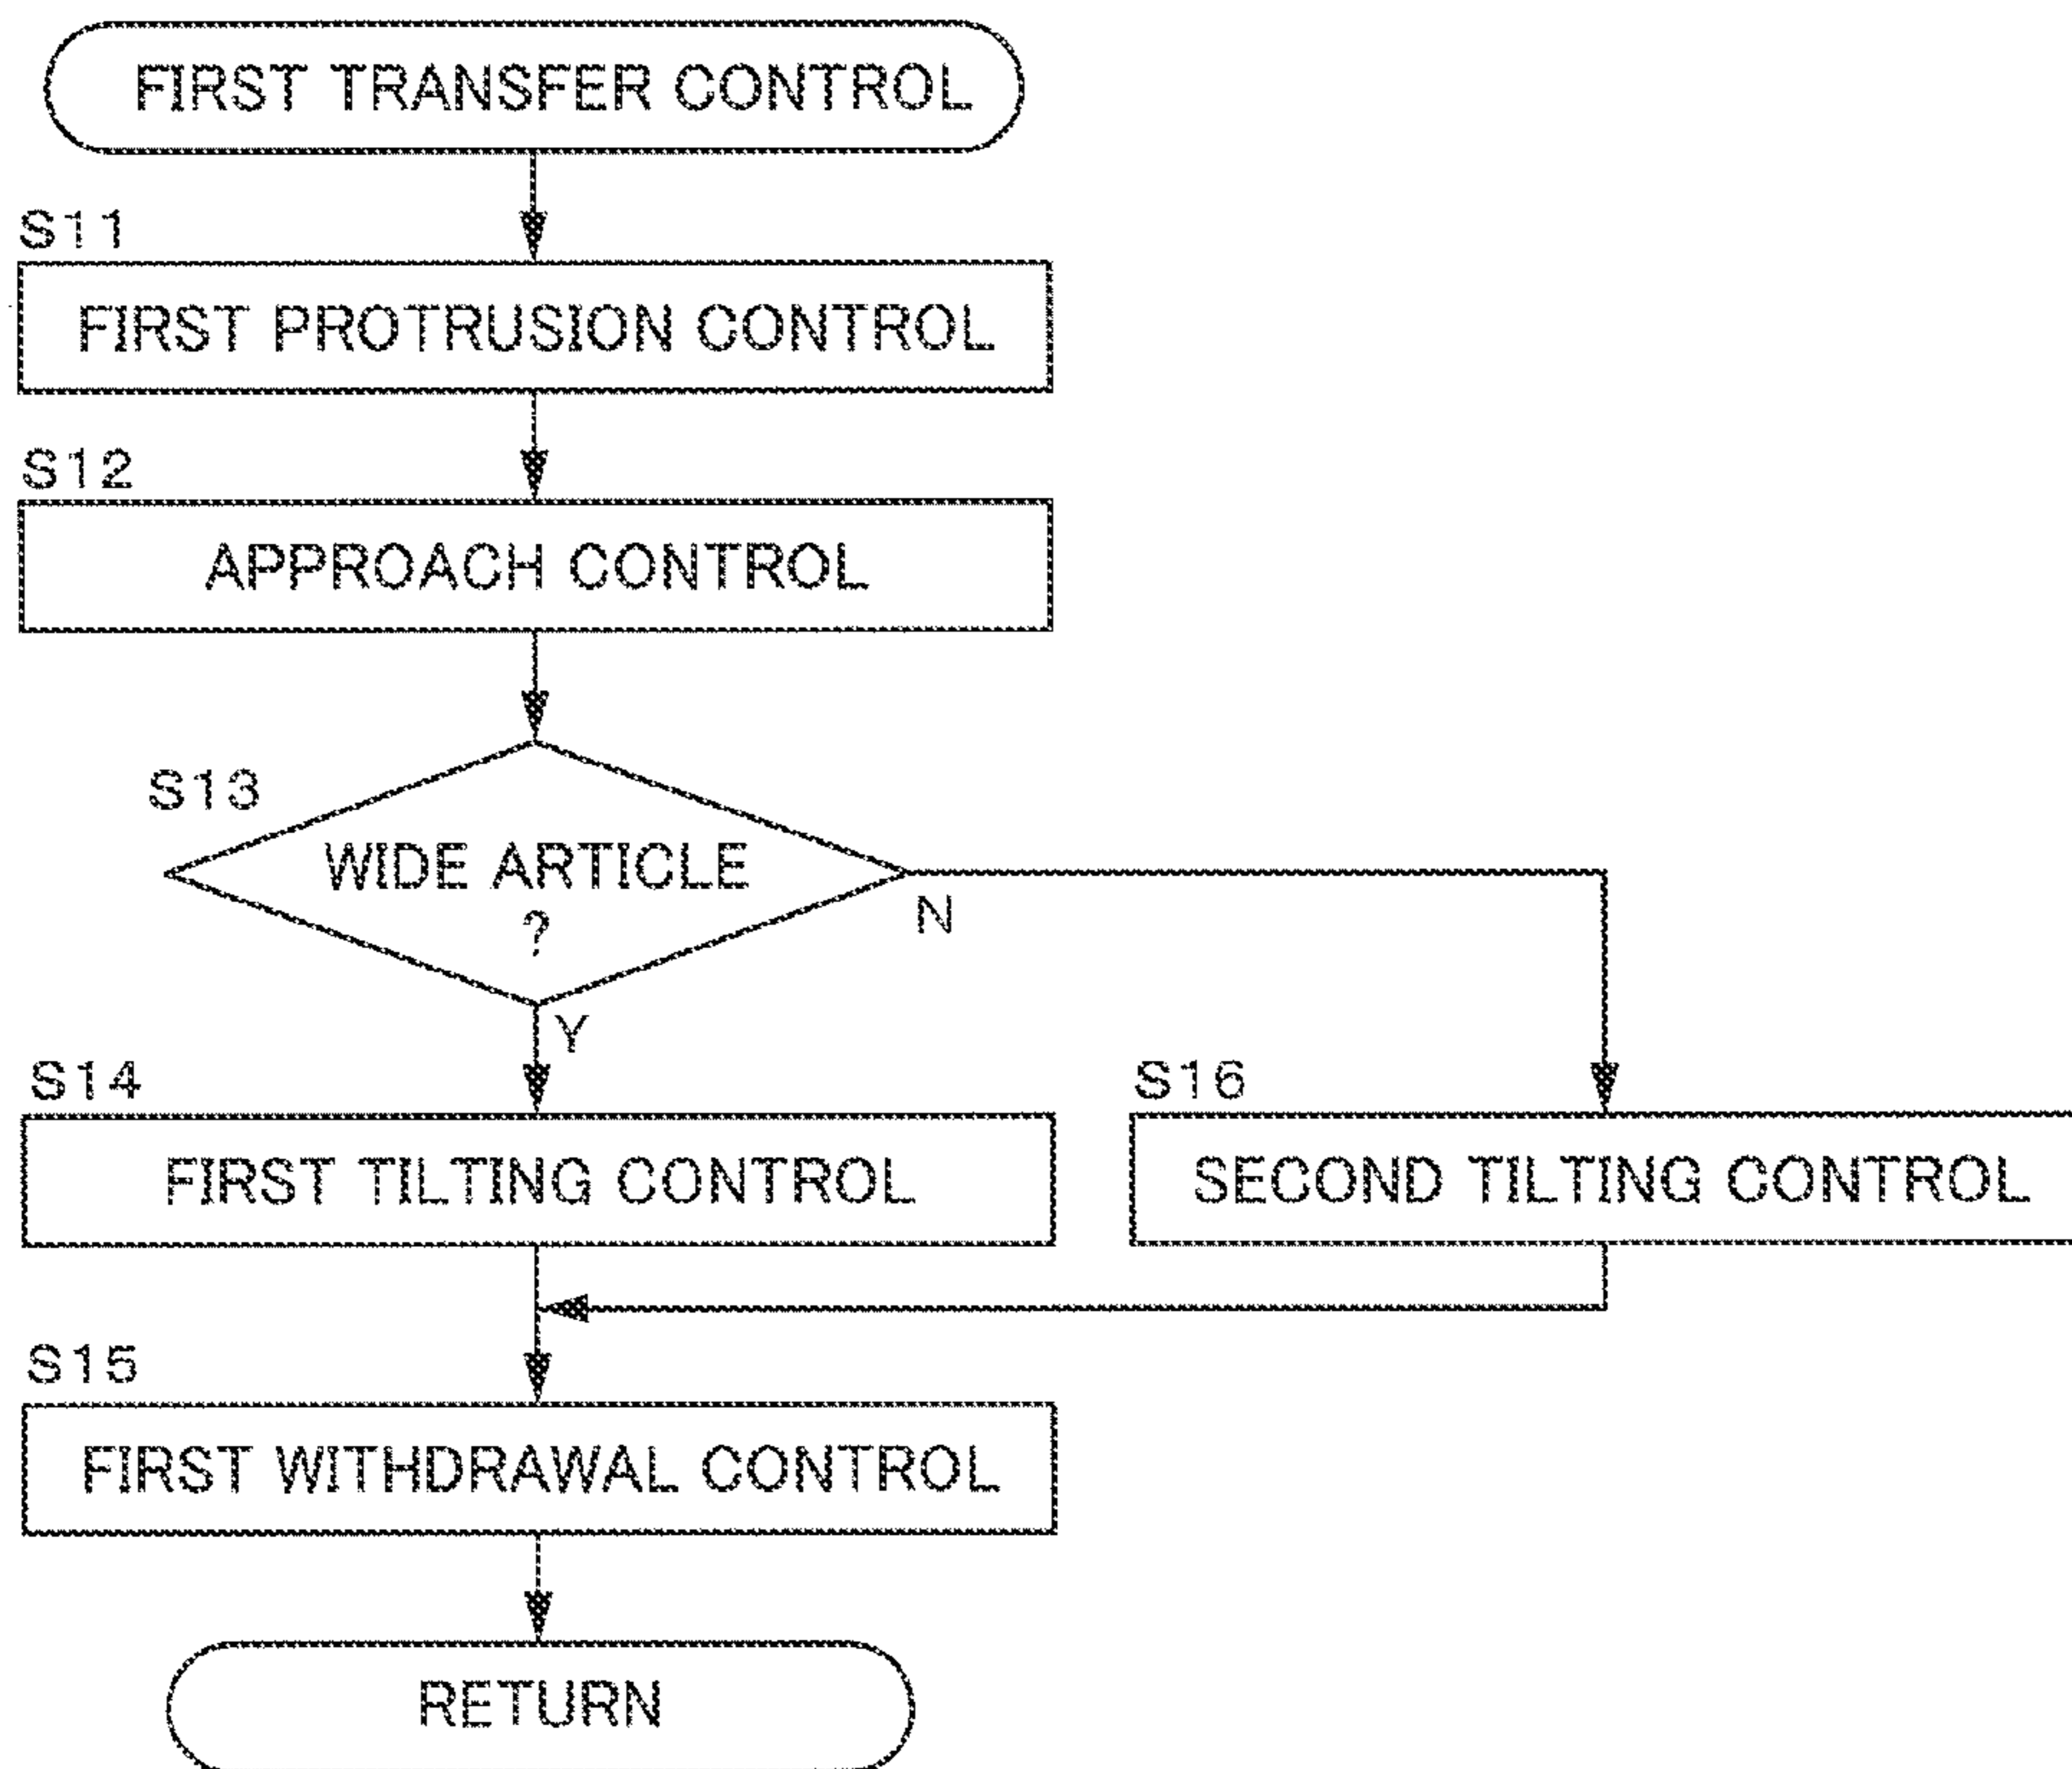 FIRST TRANSFER CONTROL
S11
FIRST PROTRUSION CONTROL
S12
APPROACH CONTROL
S13
WIDE ARTICLE
?
N
Y
S14
FIRST TILTING CONTROL
S16
SECOND TILTING CONTROL
S15
FIRST WITHDRAWAL CONTROL
RETURN